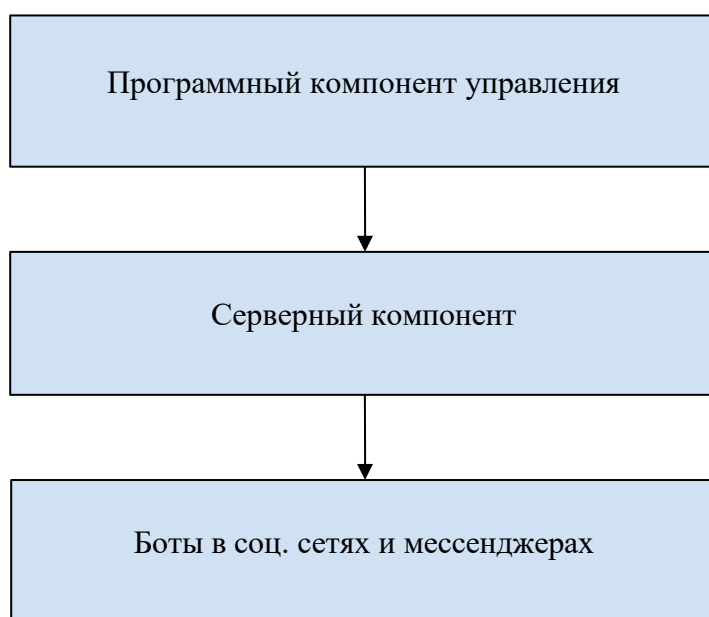 Программный компонент управления
Серверный компонент
Боты в соц. сетях и мессенджерах